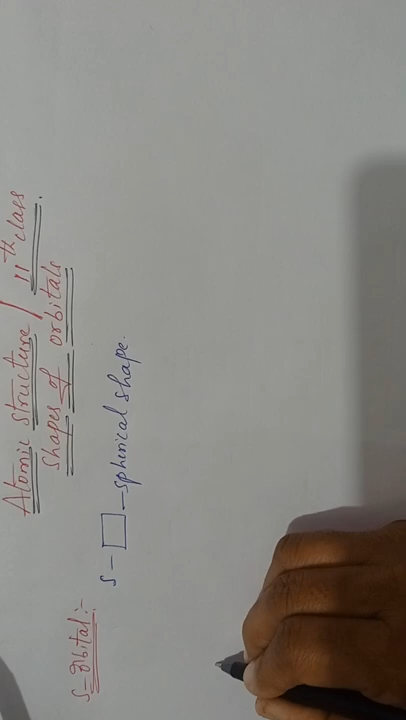 Atomic structure / 11th class.
Shapes of orbitals
S-Orbital:-
S - □ - spherical shape.